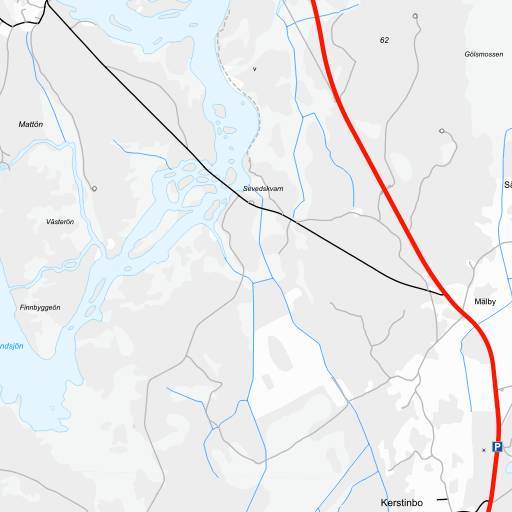 62
Gölsmossen
v
Mattön
Sevedskvarn
Västerön
Mälby
Finnbyggeön
ndsjön
P
x
Kerstinbo